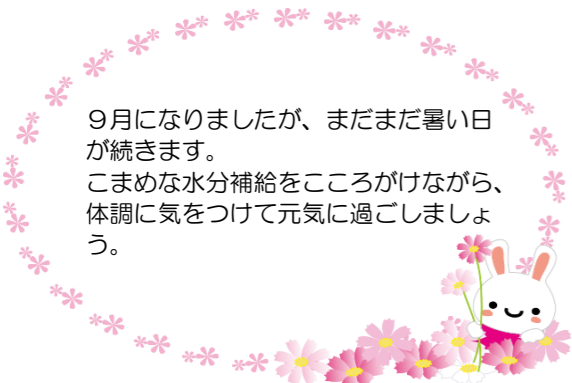 ９月になりましたが、まだまだ暑い日
が続きます。
こまめな水分補給をこころがけながら、
体調に気をつけて元気に過ごしましょ
う。